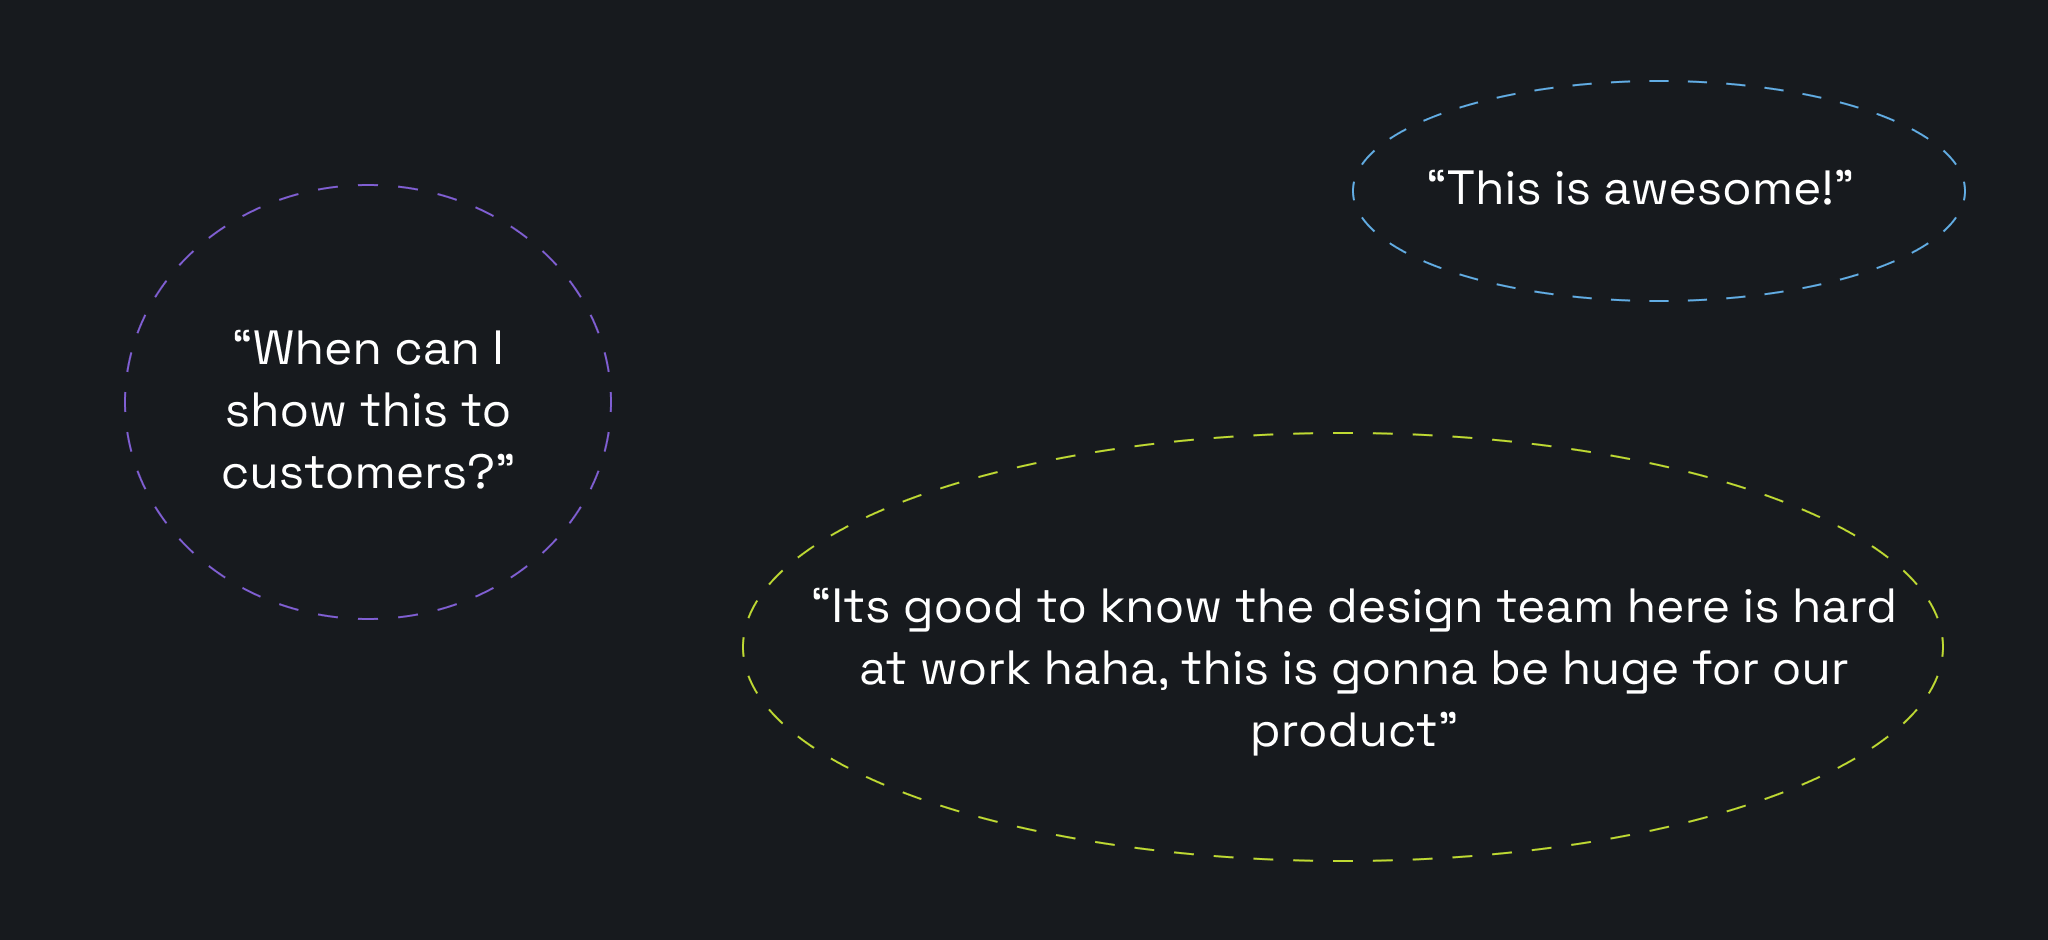 “This is awesome!”
“When can I
show this to
customers?”
“Its good to know the design team here is hard
at work haha, this is gonna be huge for our
product”